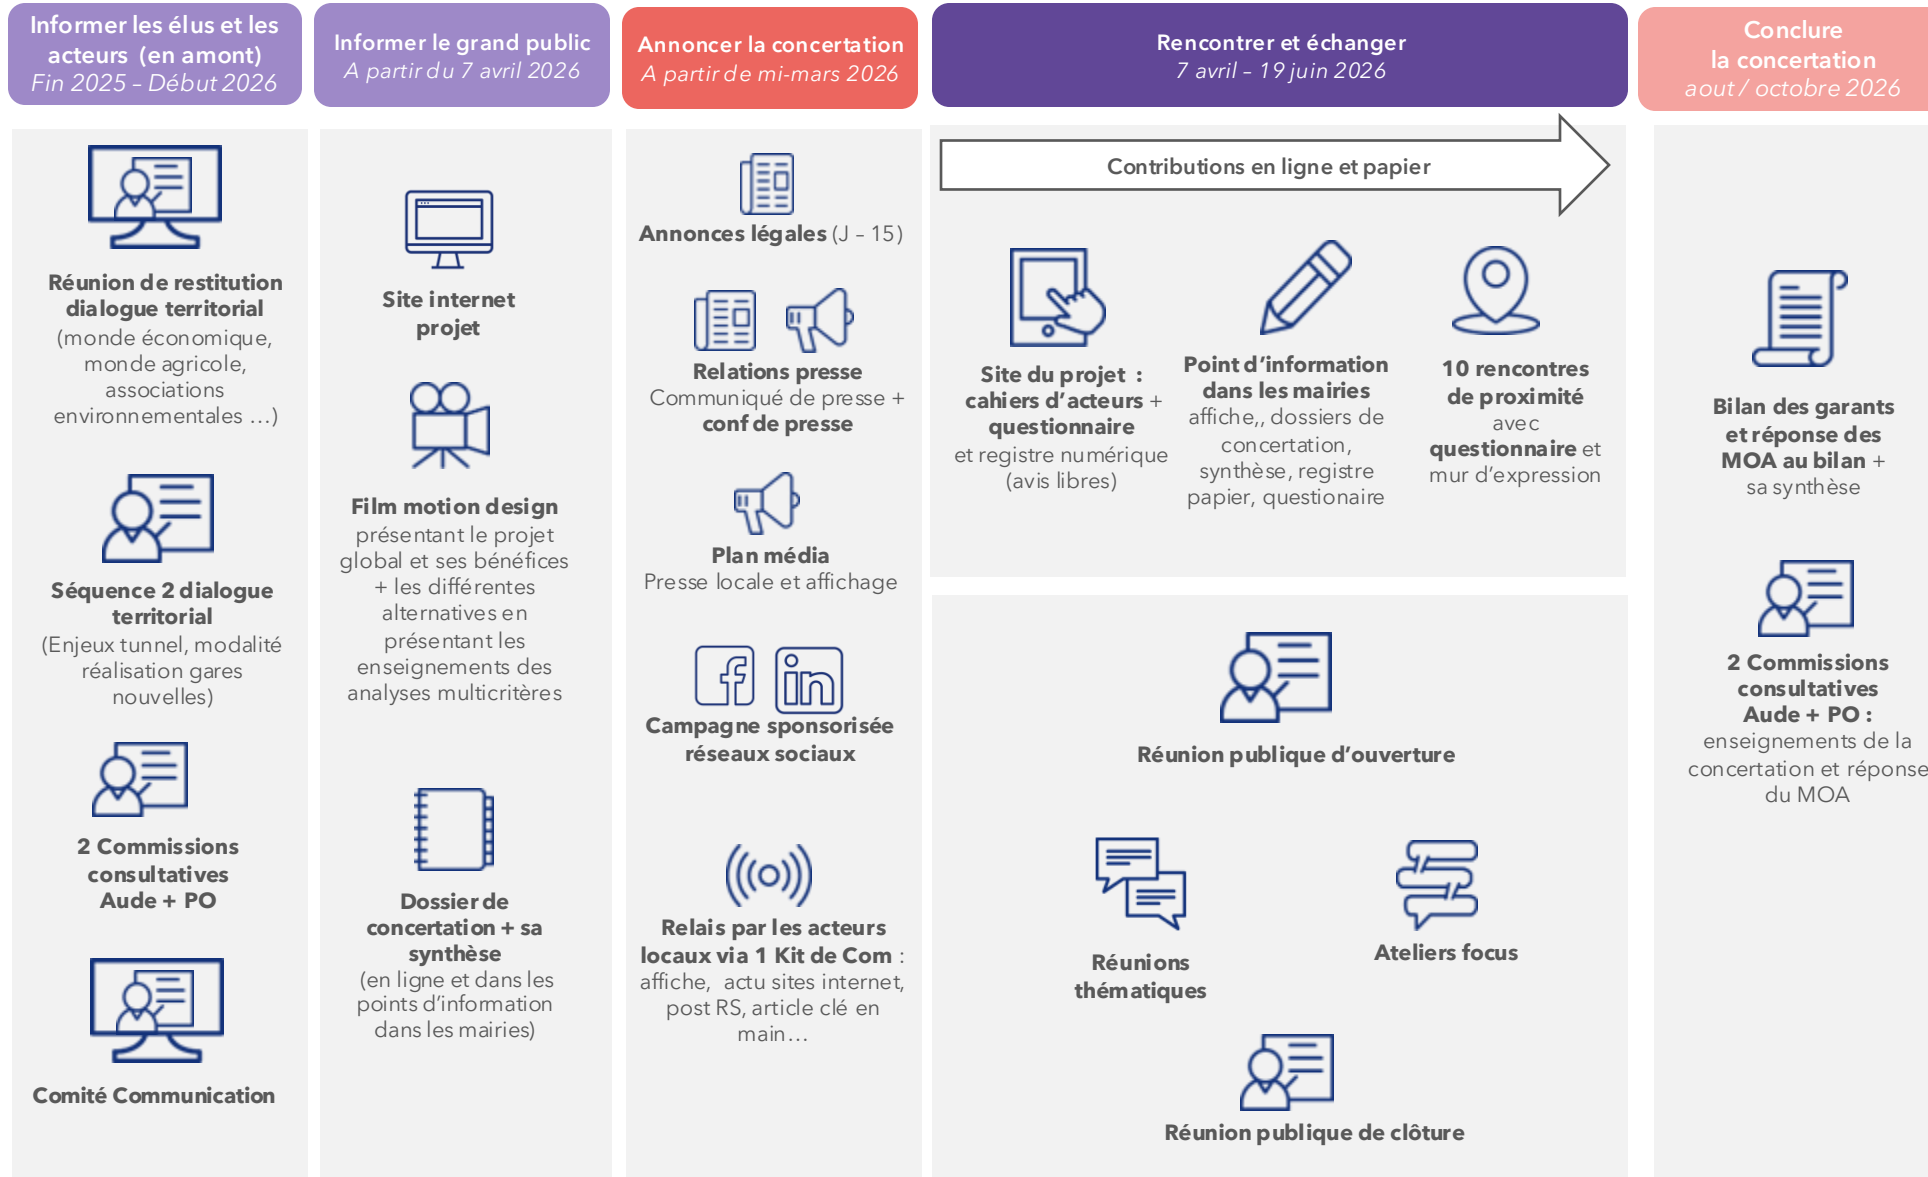 Informer les élus et les
acteurs (en amont)
Fin 2025 – Début 2026
Réunion de restitution
dialogue territorial
(monde économique,
monde agricole,
associations
environnementales …)
Séquence 2 dialogue
territorial
(Enjeux tunnel, modalité
réalisation gares
nouvelles)
2 Commissions
consultatives
Aude + PO
Comité Communication
Informer le grand public
A partir du 7 avril 2026
Site internet
projet
Film motion design
présentant le projet
global et ses bénéfices
+ les différentes
alternatives en
présentant les
enseignements des
analyses multicritères
Dossier de
concertation + sa
synthèse
(en ligne et dans les
points d'information
dans les mairies)
Annoncer la concertation
A partir de mi-mars 2026
Annonces légales (J – 15)
Relations presse
Communiqué de presse +
conf de presse
Plan média
Presse locale et affichage
f in
Campagne sponsorisée
réseaux sociaux
Relais par les acteurs
locaux via 1 Kit de Com :
affiche, actu sites internet,
post RS, article clé en
main…
Rencontrer et échanger
7 avril – 19 juin 2026
Contributions en ligne et papier
Site du projet :
cahiers d'acteurs +
questionnaire
et registre numérique
(avis libres)
Point d'information
dans les mairies
affiche,, dossiers de
concertation,
synthèse, registre
papier, questionaire
10 rencontres
de proximité
avec
questionnaire et
mur d'expression
Réunion publique d'ouverture
Réunions
thématiques
Ateliers focus
Réunion publique de clôture
Conclure
la concertation
aout / octobre 2026
Bilan des garants
et réponse des
MOA au bilan +
sa synthèse
2 Commissions
consultatives
Aude + PO :
enseignements de la
concertation et réponse
du MOA